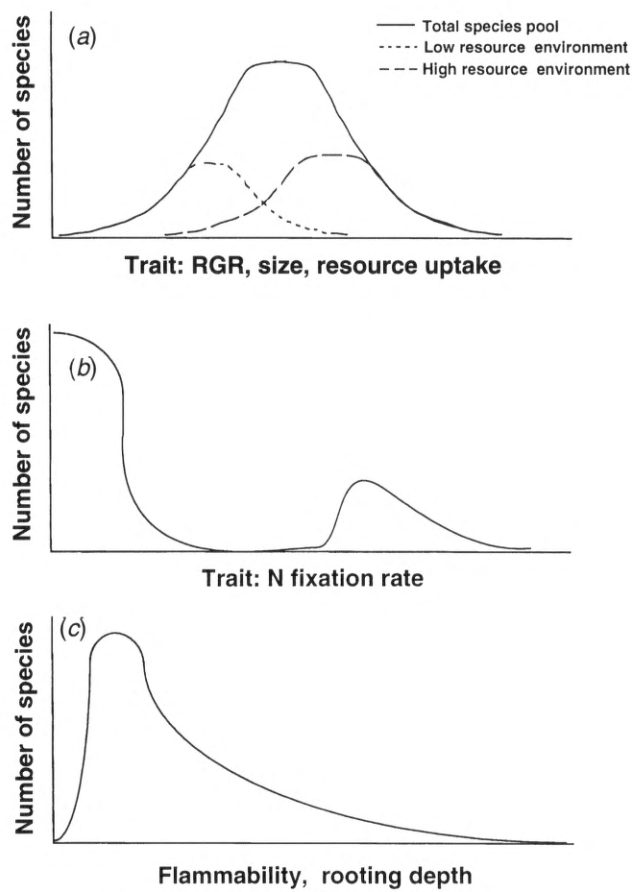 (a)
Total species pool
Low resource environment
High resource environment
Number of species
Trait: RGR, size, resource uptake
(b)
Number of species
Trait: N fixation rate
(c)
Number of species
Flammability, rooting depth